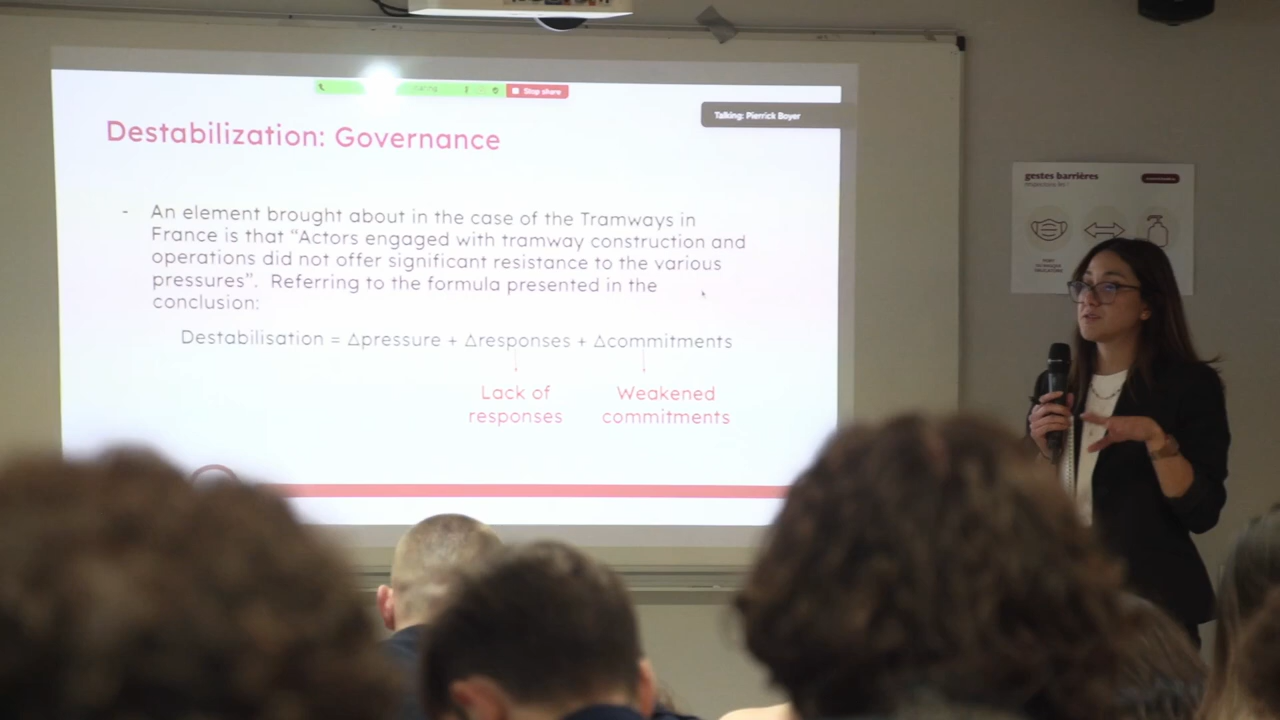 Stop share
Talking: Pierrick Boyer
Destabilization: Governance
- An element brought about in the case of the Tramways in
France is that “Actors engaged with tramway construction and
operations did not offer significant resistance to the various
pressures”. Referring to the formula presented in the
conclusion:
Destabilisation = Δpressure + Δresponses + Δcommitments
Lack of
responses
Weakened
commitments
gestes barrières